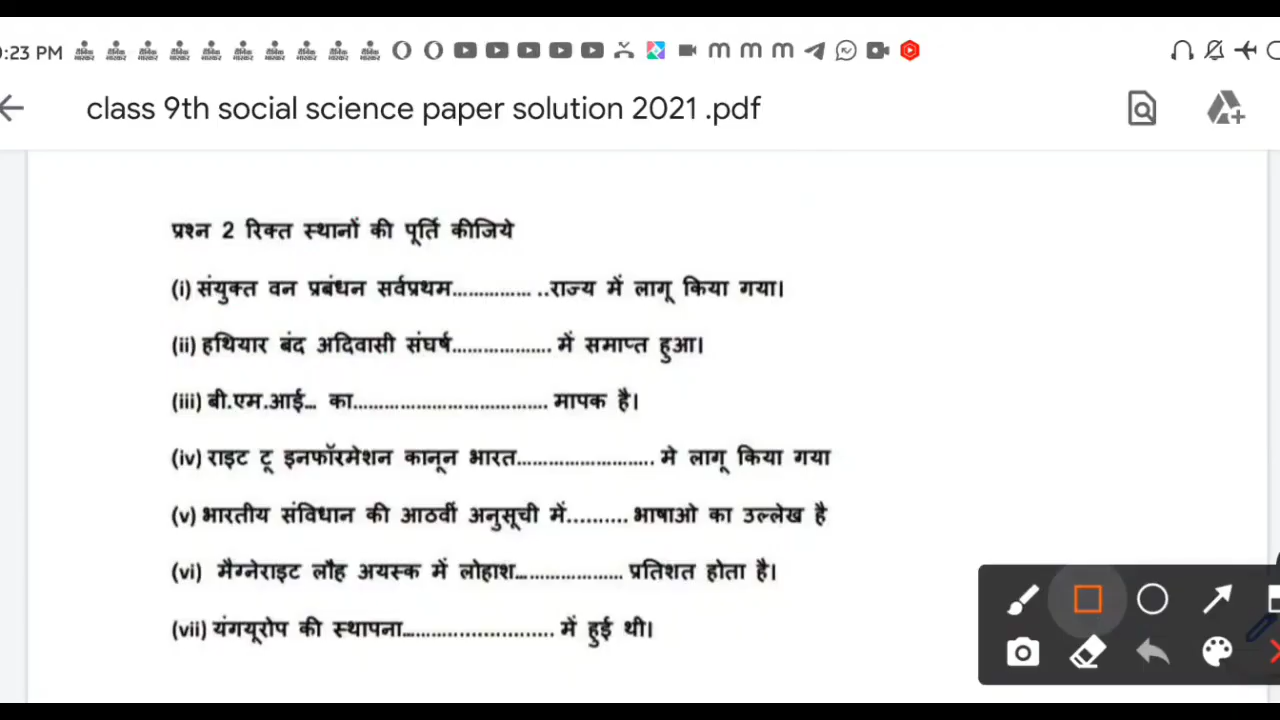 :23 PM
class 9th social science paper solution 2021 .pdf
प्रश्न 2 रिक्त स्थानों की पूर्ति कीजिये
(i) संयुक्त वन प्रबंधन सर्वप्रथम............... ..राज्य में लागू किया गया।
(ii) हथियार बंद अदिवासी संघर्ष................... में समाप्त हुआ।
(iii) बी.एम.आई... का.................................... मापक है।
(iv) राइट टू इनफॉरमेशन कानून भारत.......................... मे लागू किया गया
(v) भारतीय संविधान की आठवीं अनुसूची में.......... भाषाओ का उल्लेख है
(vi) मैग्नेराइट लौह अयस्क में लोहाश.................... प्रतिशत होता है।
(vii) यंगयूरोप की स्थापना............................ में हुई थी।